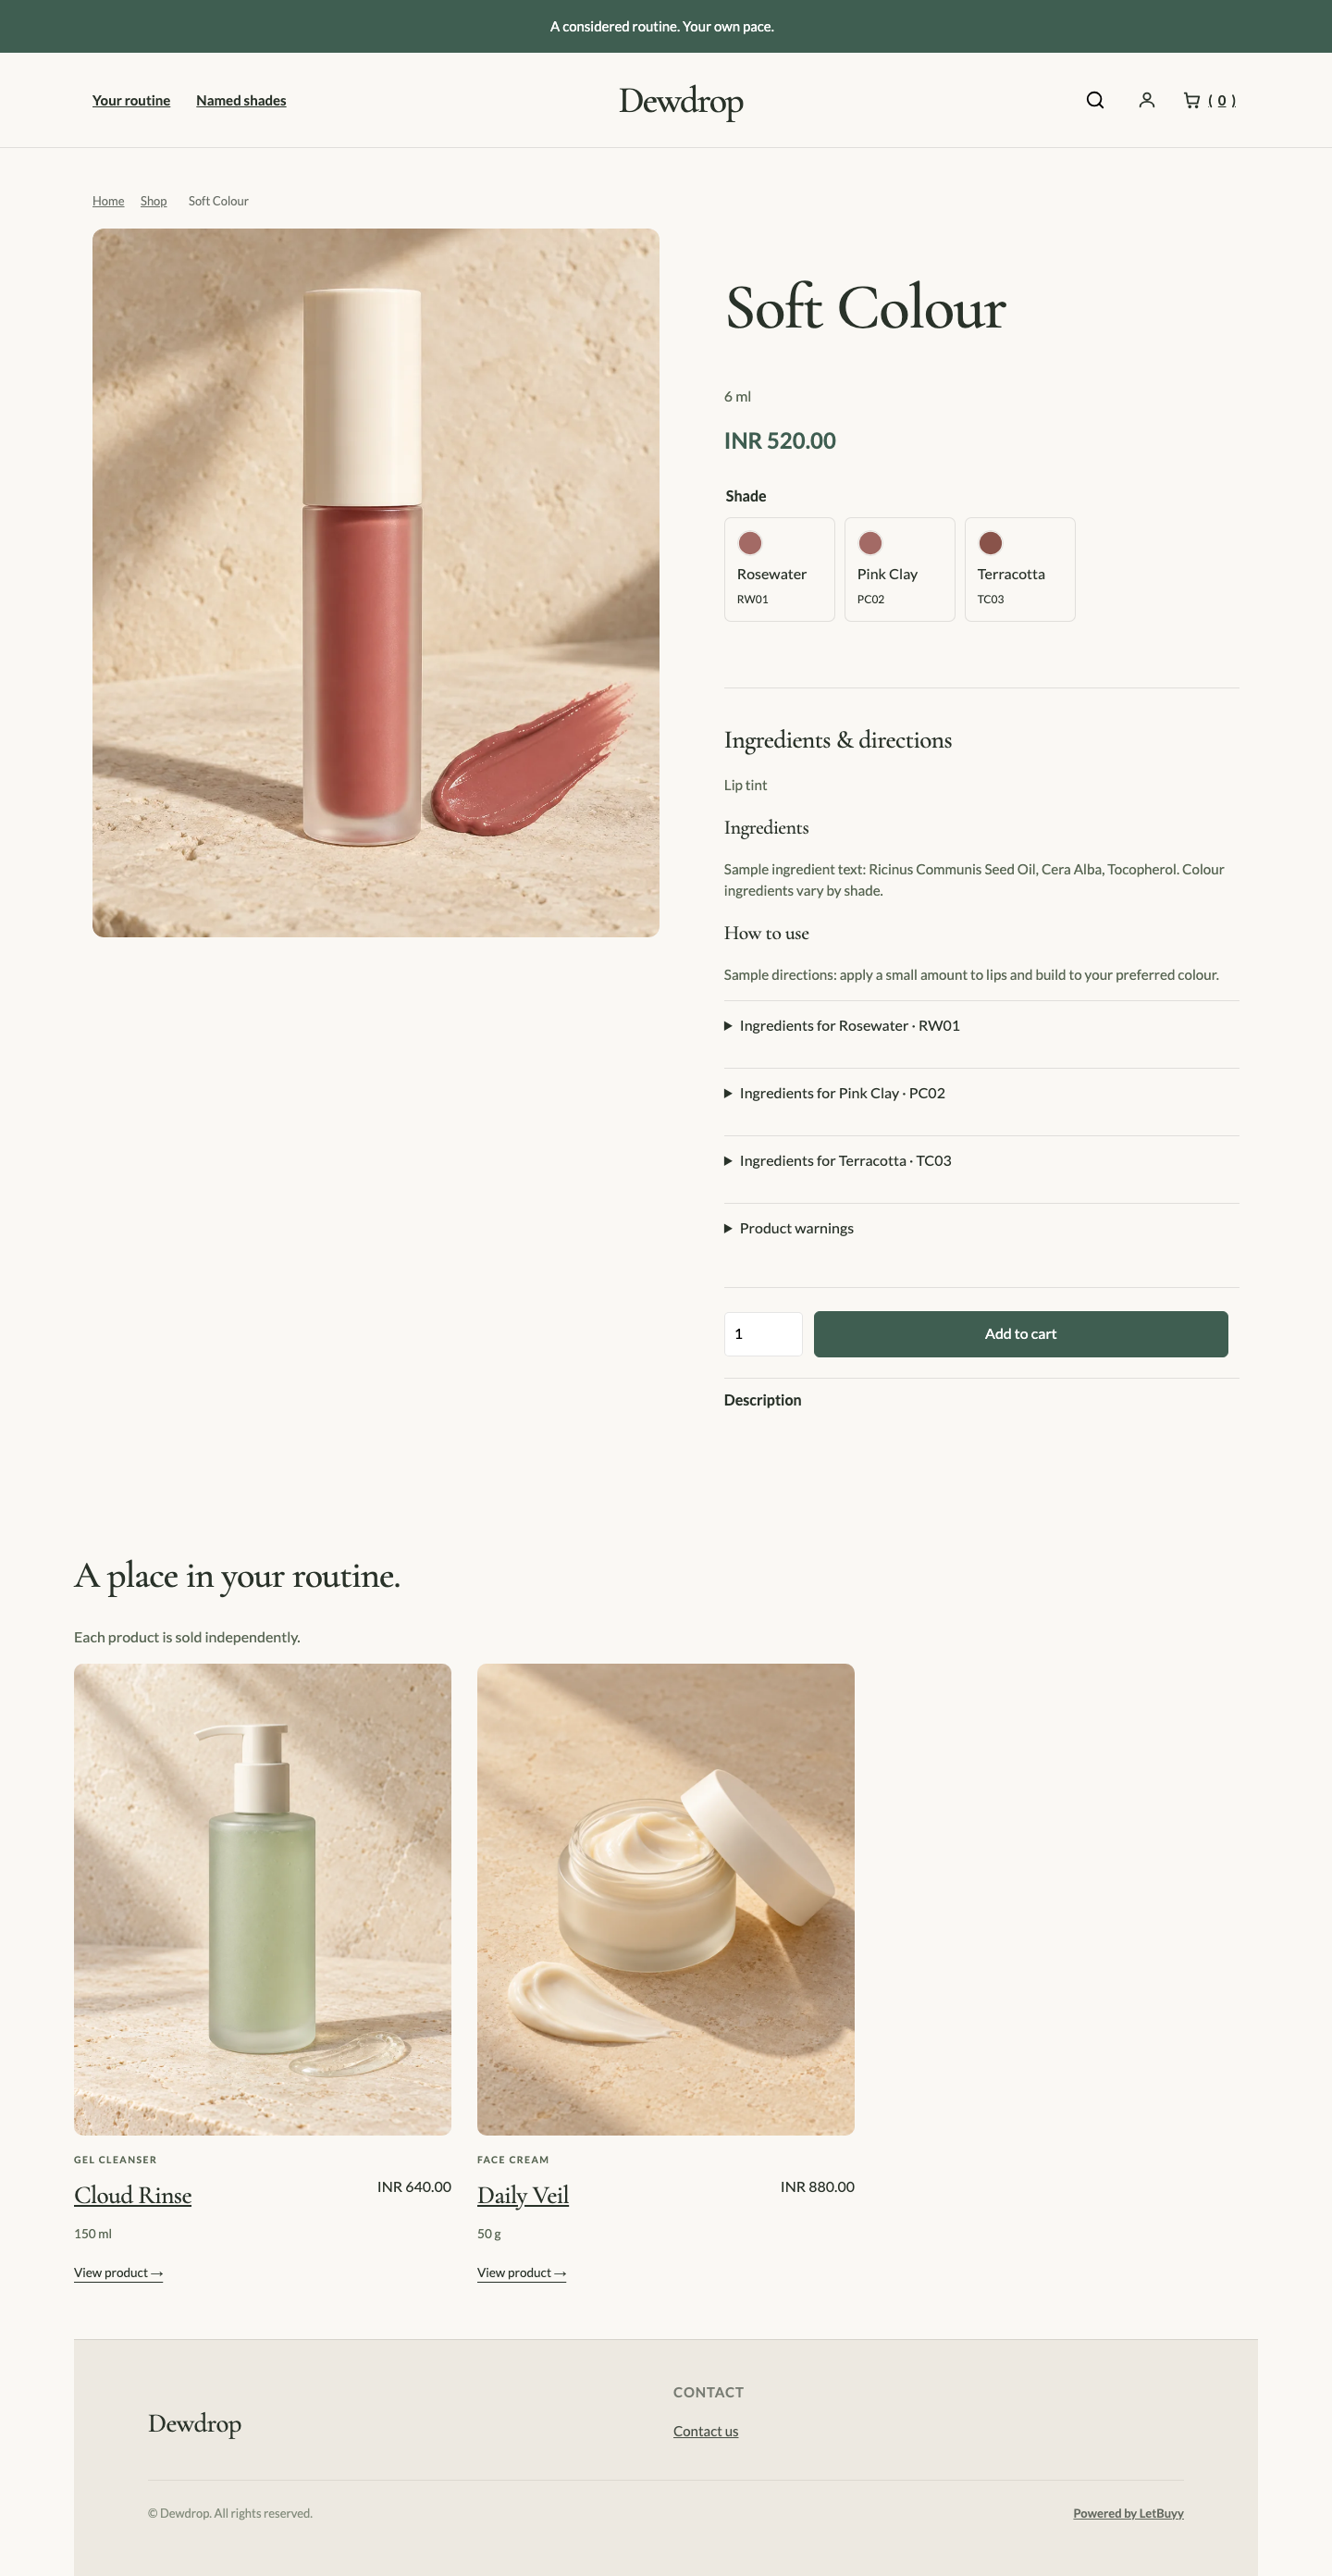 A considered routine. Your own pace.
Your routine
Named shades
Dewdrop
( 0 )
Home
Shop
Soft Colour
Soft Colour
6 ml
INR 520.00
Shade
Rosewater
RW01
Pink Clay
PC02
Terracotta
TC03
Ingredients & directions
Lip tint
Ingredients
Sample ingredient text: Ricinus Communis Seed Oil, Cera Alba, Tocopherol. Colour
ingredients vary by shade.
How to use
Sample directions: apply a small amount to lips and build to your preferred colour.
Ingredients for Rosewater · RW01
Ingredients for Pink Clay · PC02
Ingredients for Terracotta · TC03
Product warnings
1
Add to cart
Description
A place in your routine.
Each product is sold independently.
GEL CLEANSER
Cloud Rinse
INR 640.00
150 ml
View product →
FACE CREAM
Daily Veil
INR 880.00
50 g
View product →
Dewdrop
CONTACT
Contact us
© Dewdrop. All rights reserved.
Powered by LetBuyy